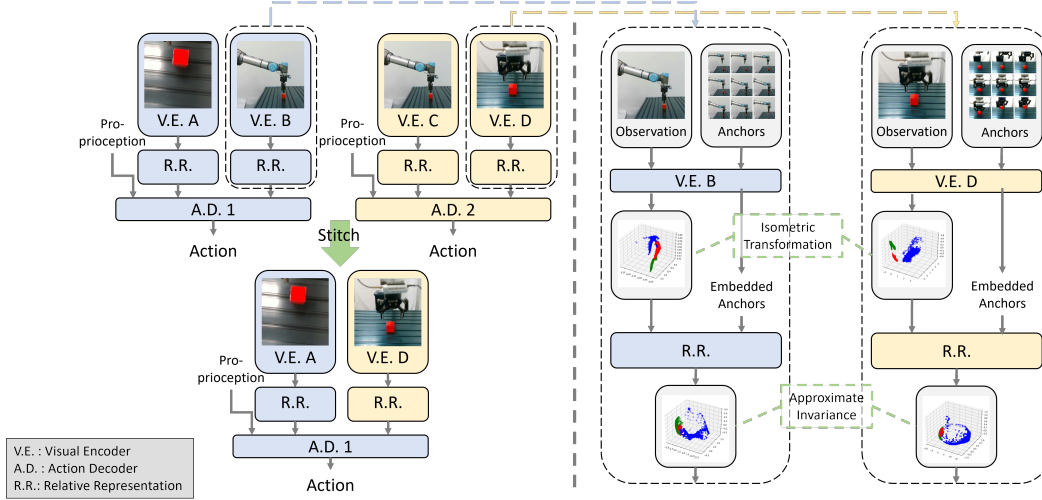 V.E. A
V.E. B
V.E. C
V.E. D
Pro-
prioception
R.R.
R.R.
Pro-
prioception
R.R.
R.R.
A.D. 1
A.D. 2
Action
Stitch
Action
V.E. A
V.E. D
Pro-
prioception
R.R.
R.R.
A.D. 1
Action
V.E. : Visual Encoder
A.D. : Action Decoder
R.R.: Relative Representation
Observation
Anchors
V.E. B
Isometric
Transformation
Embedded
Anchors
R.R.
Approximate
Invariance
Observation
Anchors
V.E. D
Embedded
Anchors
R.R.